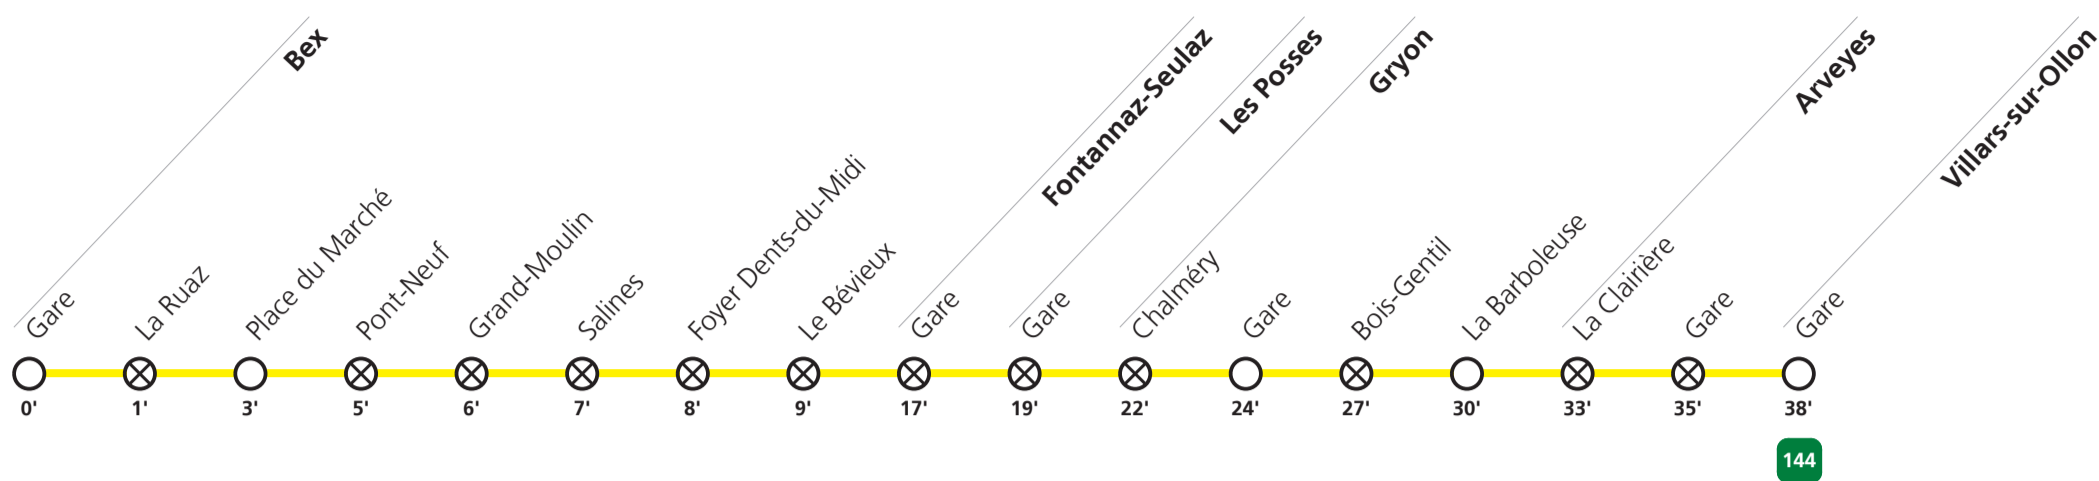 Bex
Fontannaz-Seulaz
Les Posses
Gryon
Arveyes
Villars-sur-Ollon
Gare
La Ruaz
Place du Marché
Pont-Neuf
Grand-Moulin
Salines
Foyer Dents-du-Midi
Le Bévieux
Gare
Gare
Chalméry
Gare
Bois-Gentil
La Barboleuse
La Clairière
Gare
Gare
0' 1' 3' 5' 6' 7' 8' 9' 17' 19' 22' 24' 27' 30' 33' 35' 38'
144